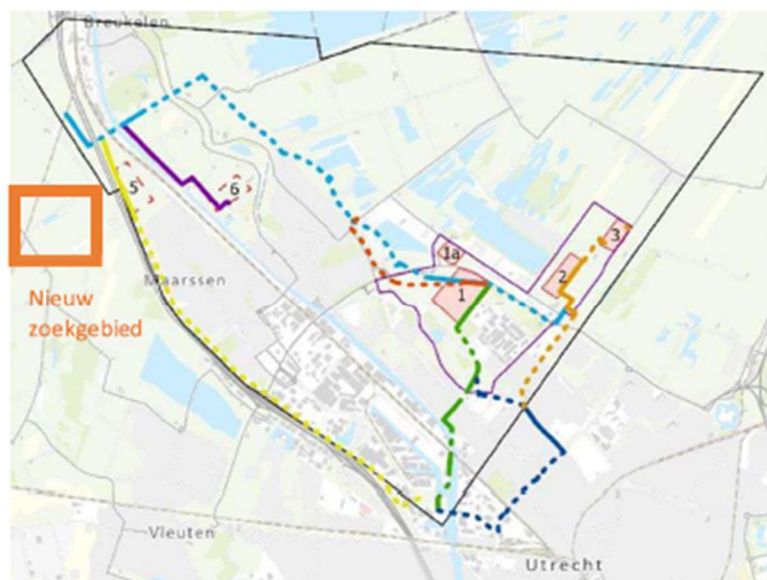 Breukelen
5
6
3
1a
2
1
Maarssen
Nieuw
zoekgebied
Vleuten
Utrecht